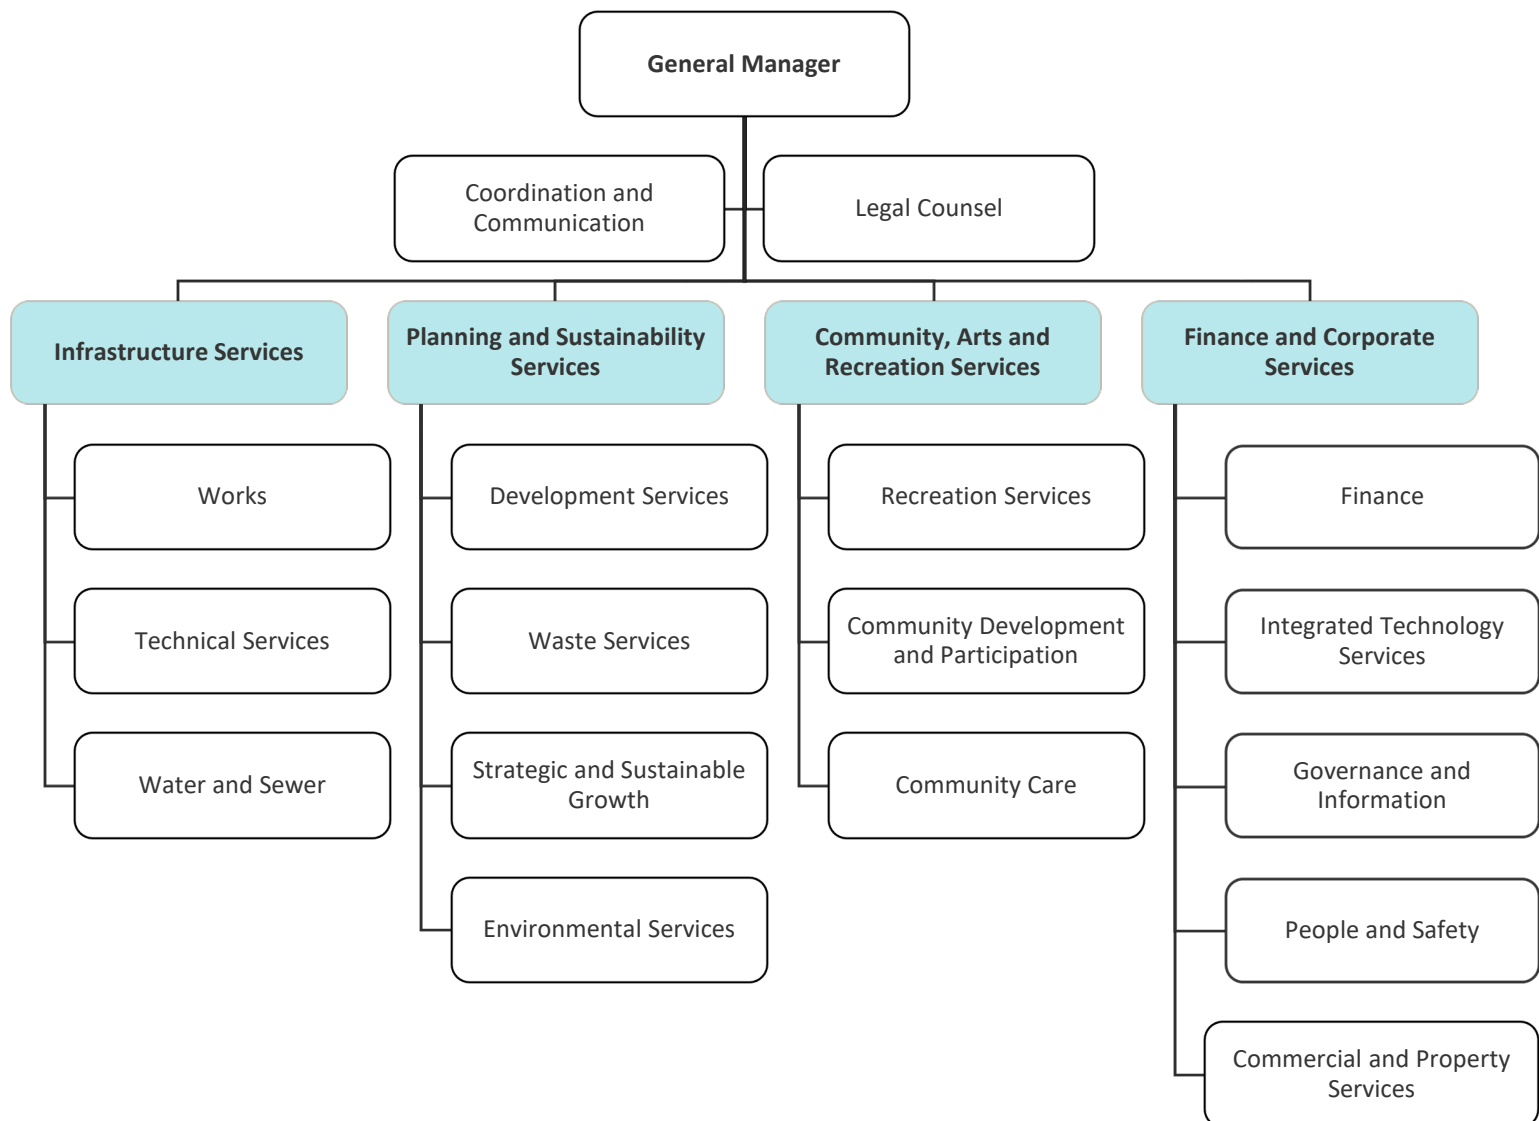 General Manager
Coordination and
Communication
Legal Counsel
Infrastructure Services
Planning and Sustainability
Services
Community, Arts and
Recreation Services
Finance and Corporate
Services
Works
Development Services
Recreation Services
Finance
Technical Services
Waste Services
Community Development
and Participation
Integrated Technology
Services
Water and Sewer
Strategic and Sustainable
Growth
Community Care
Governance and
Information
Environmental Services
People and Safety
Commercial and Property
Services